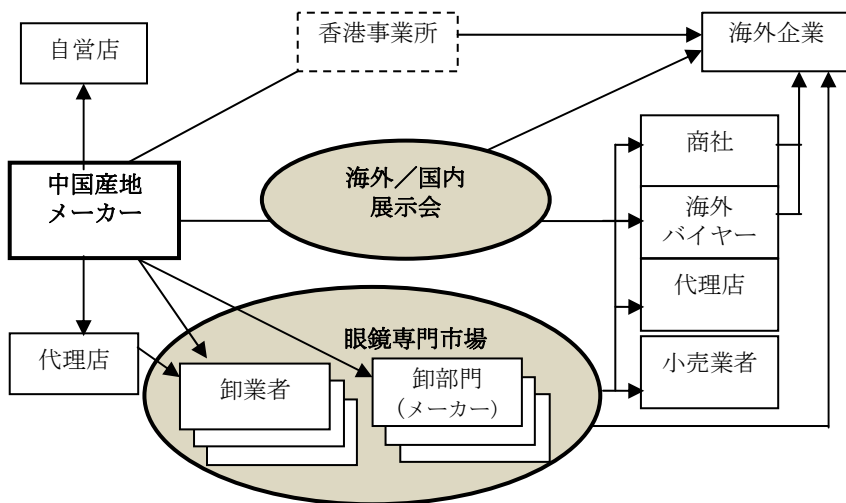 香港事業所
海外企業
自営店
商社
中国産地
メーカー
海外／国内
展示会
海外
バイヤー
代理店
眼鏡専門市場
代理店
小売業者
卸業者
卸部門
（メーカー）